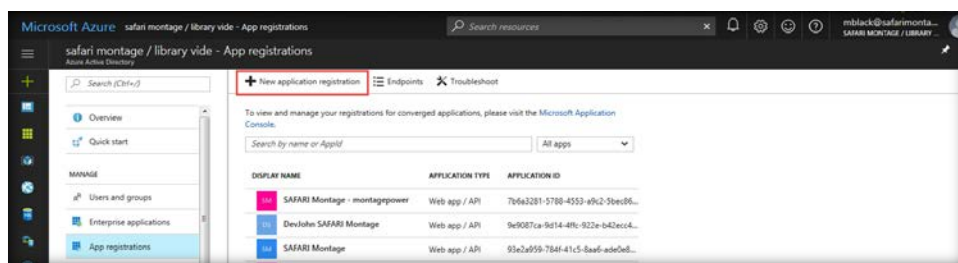 Microsoft Azure safari montage / library vide - App registrations
Search resources
mblack@safarimonta...
SAFARI MONTAGE / LIBRARY ...
safari montage / library vide - App registrations
Azure Active Directory
Search (Ctrl+/)
New application registration
Endpoints
Troubleshoot
Overview
Quick start
MANAGE
Users and groups
Enterprise applications
App registrations
To view and manage your registrations for converged applications, please visit the Microsoft Application
Console.
Search by name or AppId
All apps
DISPLAY NAME APPLICATION TYPE APPLICATION ID
SM SAFARI Montage - montagepower Web app / API 7b6a3281-5788-4553-a9c2-5bec86...
DevJohn SAFARI Montage Web app / API 9e9087ca-9d14-4ffc-922e-b42ecc4...
SM SAFARI Montage Web app / API 93e2a959-784f-41c5-8aa6-ade0e8...